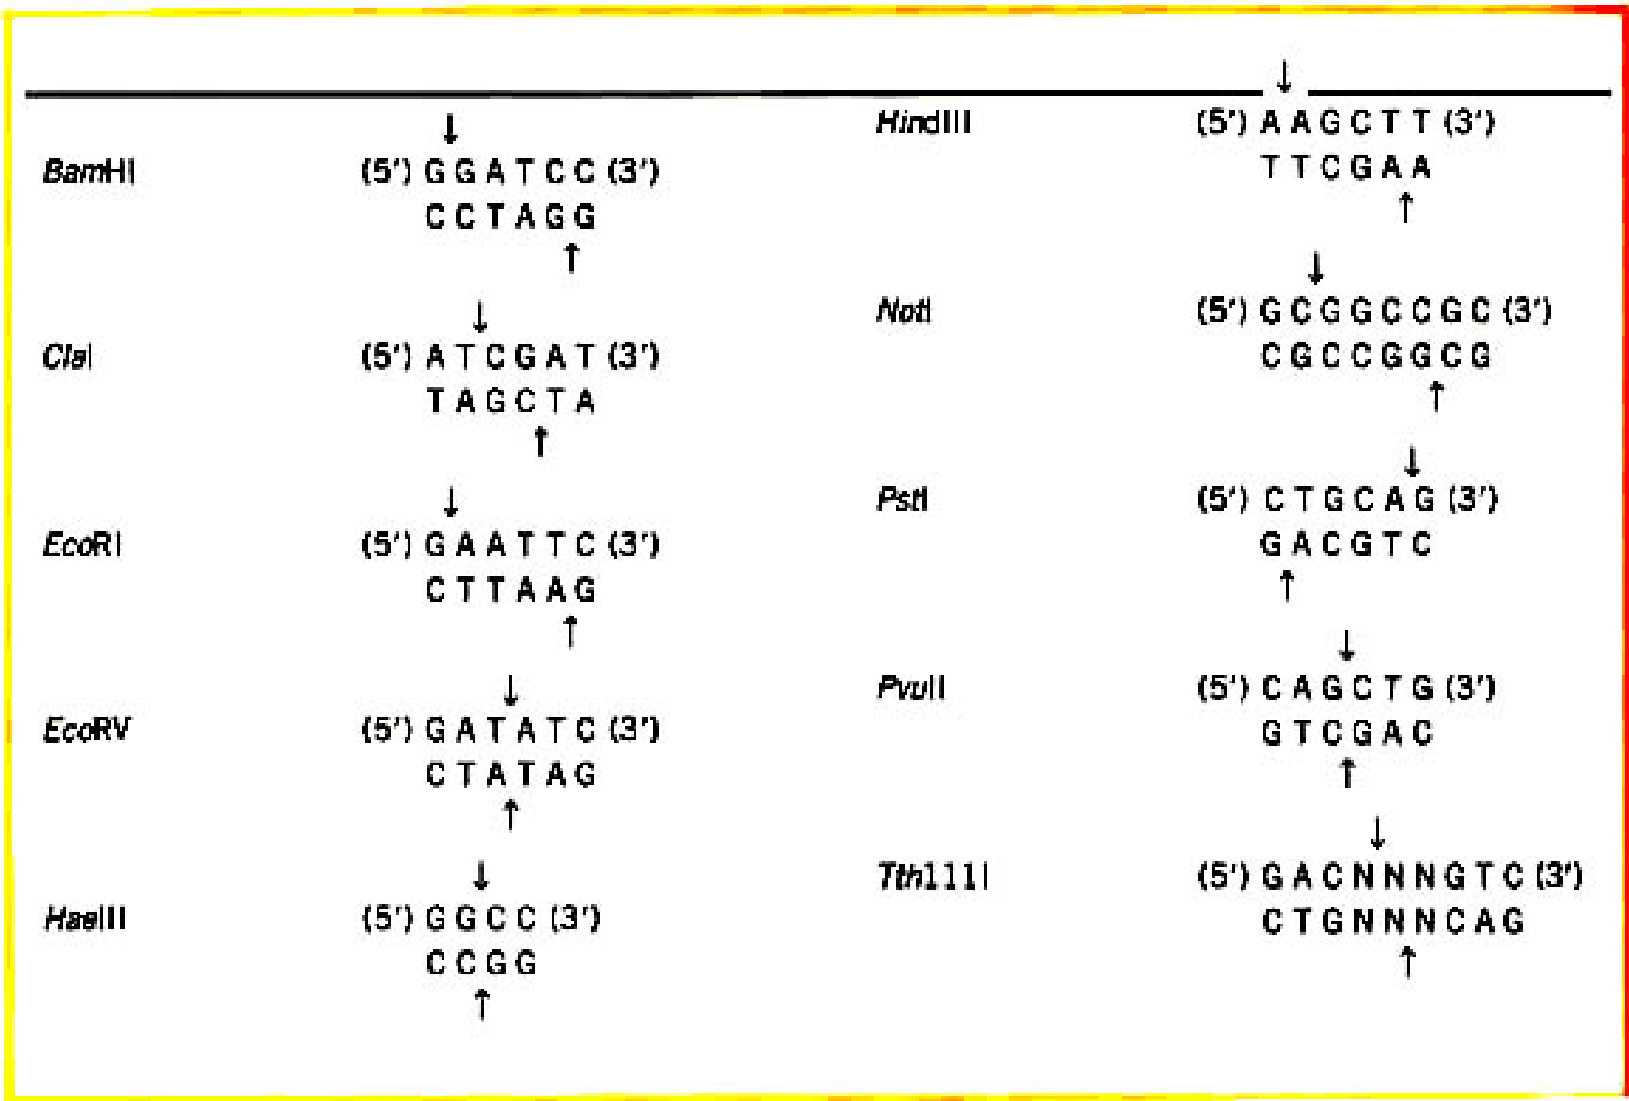 BamHI (5′) G G A T C C (3′)
C C T A G G
ClaI (5′) A T C G A T (3′)
T A G C T A
EcoRI (5′) G A A T T C (3′)
C T T A A G
EcoRV (5′) G A T A T C (3′)
C T A T A G
HaeIII (5′) G G C C (3′)
C C G G
HindIII (5′) A A G C T T (3′)
T T C G A A
NotI (5′) G C G G C C G C (3′)
C G C C G G C G
PstI (5′) C T G C A G (3′)
G A C G T C
PvuII (5′) C A G C T G (3′)
G T C G A C
Tth111I (5′) G A C N N N G T C (3′)
C T G N N N C A G